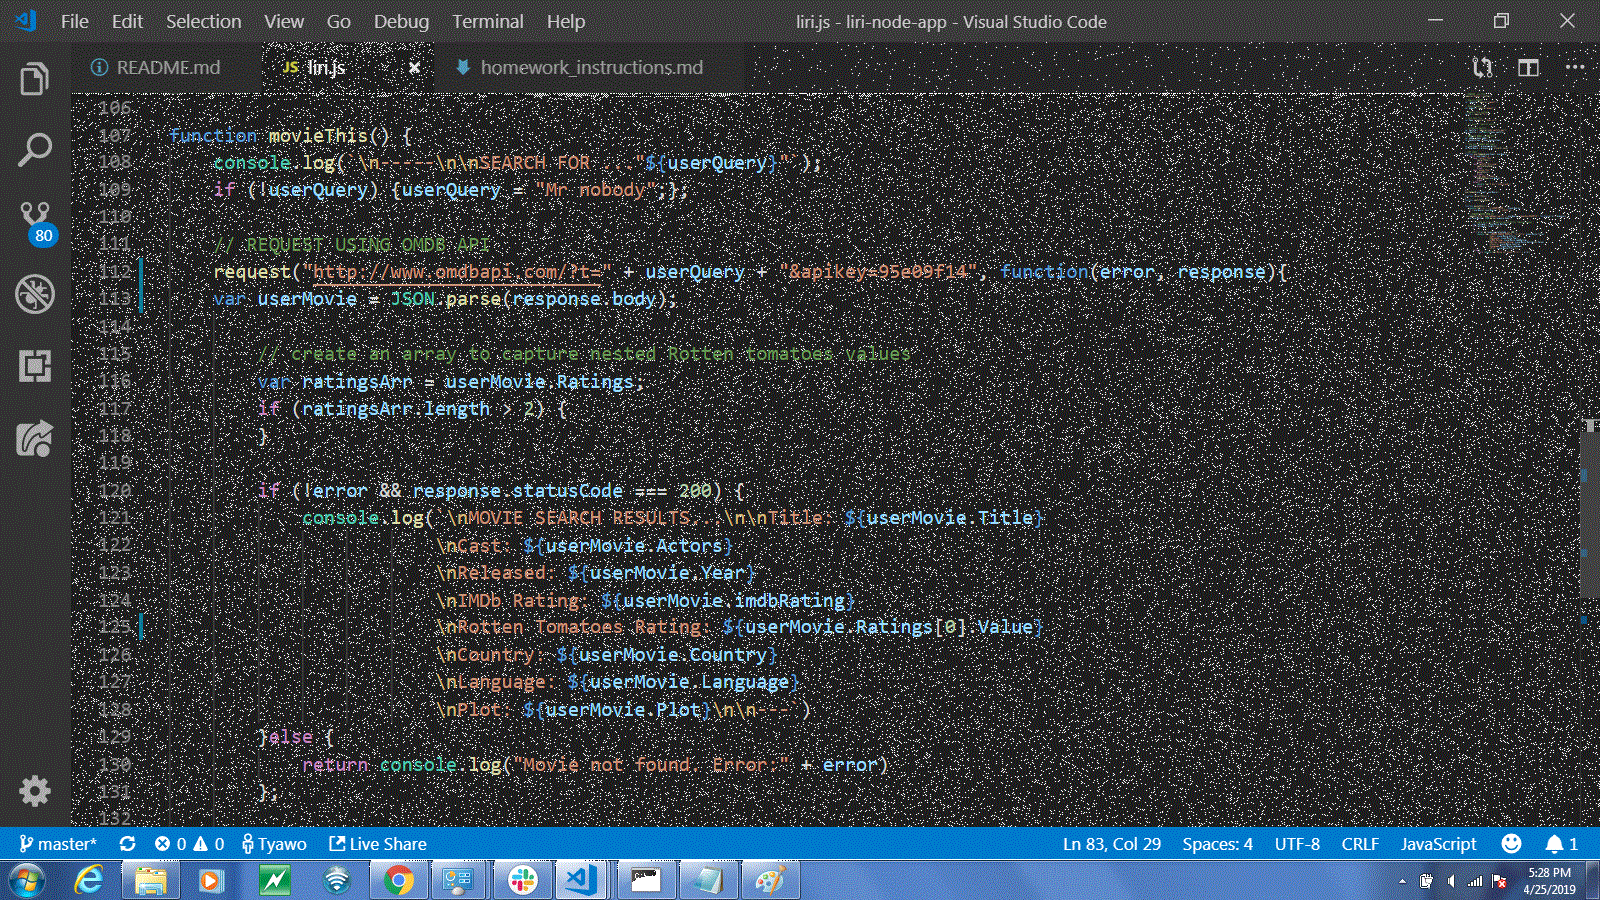 File Edit Selection View Go Debug Terminal Help
liri.js - liri-node-app - Visual Studio Code
README.md
JS liri.js
homework_instructions.md
106
107 function movieThis() {
108 console.log(`\n-----\n\nSEARCH FOR ..."${userQuery}"`);
109 if (!userQuery) {userQuery = "Mr nobody";};
110
111 // REQUEST USING OMDB API
112 request("http://www.omdbapi.com/?t=" + userQuery + "&apikey=95e09f14", function(error, response){
113 var userMovie = JSON.parse(response.body);
114
115 // create an array to capture nested Rotten tomatoes values
116 var ratingsArr = userMovie.Ratings;
117 if (ratingsArr.length > 2) {
118 }
119
120 if (!error && response.statusCode === 200) {
121 console.log(`\nMOVIE SEARCH RESULTS...\n\nTitle: ${userMovie.Title}
122 \nCast: ${userMovie.Actors}
123 \nReleased: ${userMovie.Year}
124 \nIMDb Rating: ${userMovie.imdbRating}
125 \nRotten Tomatoes Rating: ${userMovie.Ratings[0].Value}
126 \nCountry: ${userMovie.Country}
127 \nLanguage: ${userMovie.Language}
128 \nPlot: ${userMovie.Plot}\n\n---`)
129 }else {
130 return console.log("Movie not found. Error:" + error)
131 };
132
80
master* 0 0 Tyawo Live Share
Ln 83, Col 29 Spaces: 4 UTF-8 CRLF JavaScript 1
5:28 PM
4/25/2019